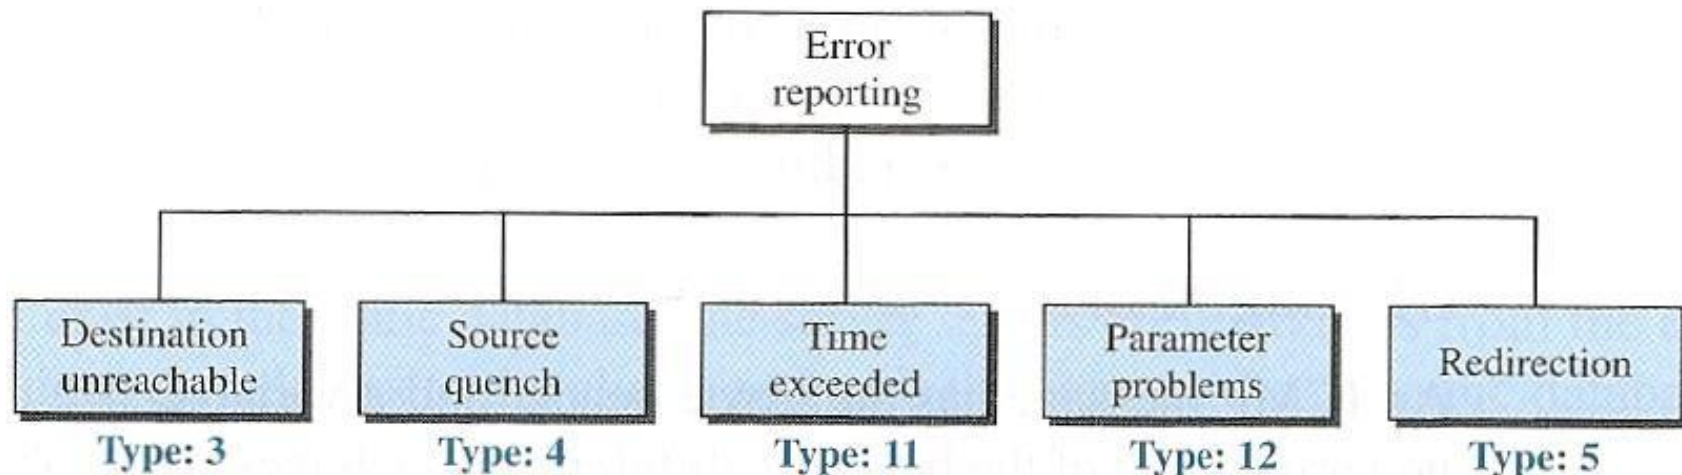 Error
reporting
Destination
unreachable
Source
quench
Time
exceeded
Parameter
problems
Redirection
Type: 3
Type: 4
Type: 11
Type: 12
Type: 5